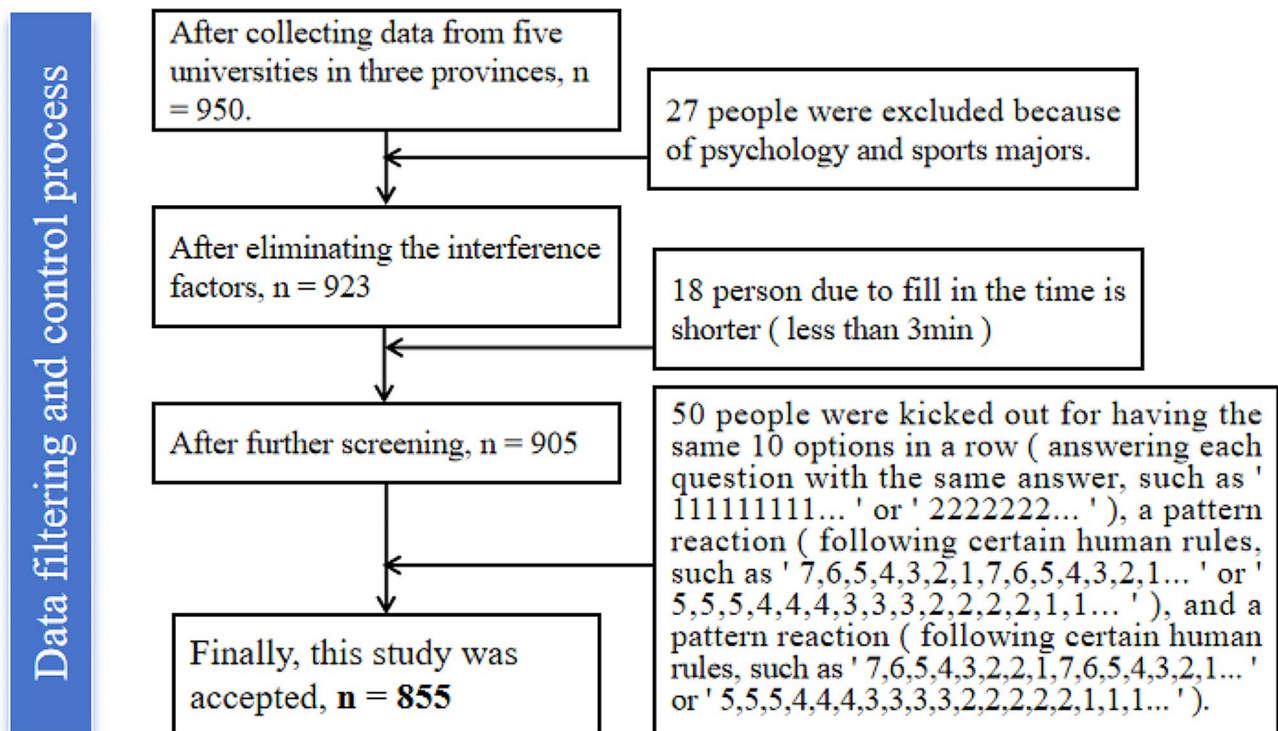 Data filtering and control process
After collecting data from five
universities in three provinces, n
= 950.
27 people were excluded because
of psychology and sports majors.
After eliminating the interference
factors, n = 923
18 person due to fill in the time is
shorter ( less than 3min )
After further screening, n = 905
50 people were kicked out for having the
same 10 options in a row ( answering each
question with the same answer, such as '
111111111... ' or ' 2222222... ' ), a pattern
reaction ( following certain human rules,
such as ' 7,6,5,4,3,2,1,7,6,5,4,3,2,1... ' or '
5,5,5,4,4,4,3,3,3,2,2,2,2,1,1... ' ), and a
pattern reaction ( following certain human
rules, such as ' 7,6,5,4,3,2,2,1,7,6,5,4,3,2,1... '
or ' 5,5,5,4,4,4,3,3,3,3,2,2,2,2,2,1,1,1... ' ).
Finally, this study was
accepted, n = 855